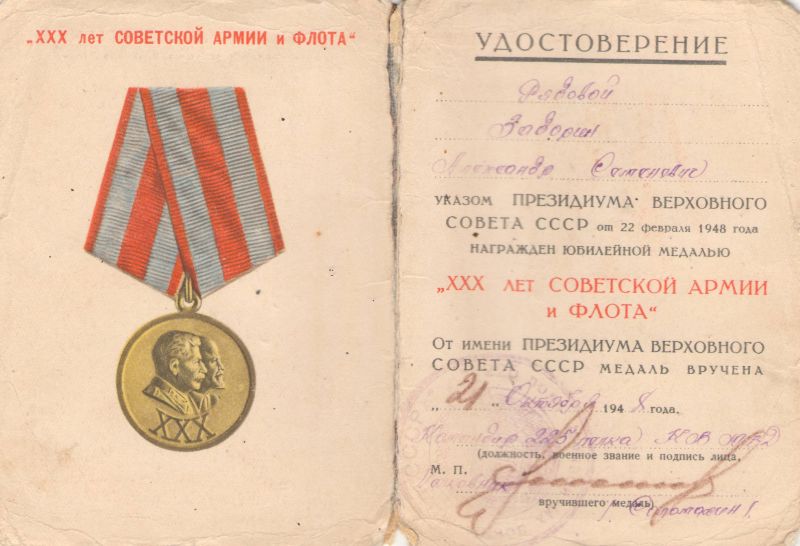 „XXX лет СОВЕТСКОЙ АРМИИ и ФЛОТА“
XXX
УДОСТОВЕРЕНИЕ
Рядовой
Александр
УКАЗОМ ПРЕЗИДИУМА ВЕРХОВНОГО
СОВЕТА СССР от 22 февраля 1948 года
НАГРАЖДЕН ЮБИЛЕЙНОЙ МЕДАЛЬЮ
„XXX ЛЕТ СОВЕТСКОЙ АРМИИ
и ФЛОТА“
От имени ПРЕЗИДИУМА ВЕРХОВНОГО
СОВЕТА СССР МЕДАЛЬ ВРУЧЕНА
„21„ Октября 1948 года.
Командир 225 полка
(должность, военное звание и подпись лица,
М. П.
Полковник
вручившего медаль)